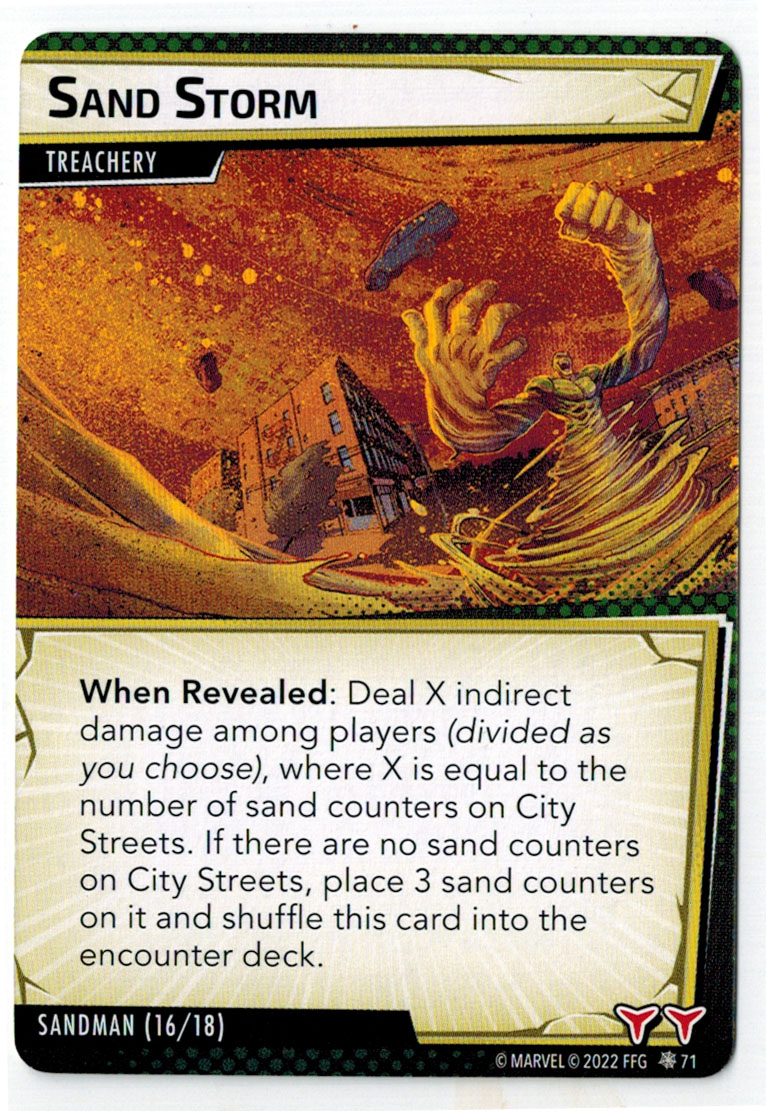 SAND STORM
TREACHERY
When Revealed: Deal X indirect
damage among players (divided as
you choose), where X is equal to the
number of sand counters on City
Streets. If there are no sand counters
on City Streets, place 3 sand counters
on it and shuffle this card into the
encounter deck.
SANDMAN (16/18)
© MARVEL © 2022 FFG 71